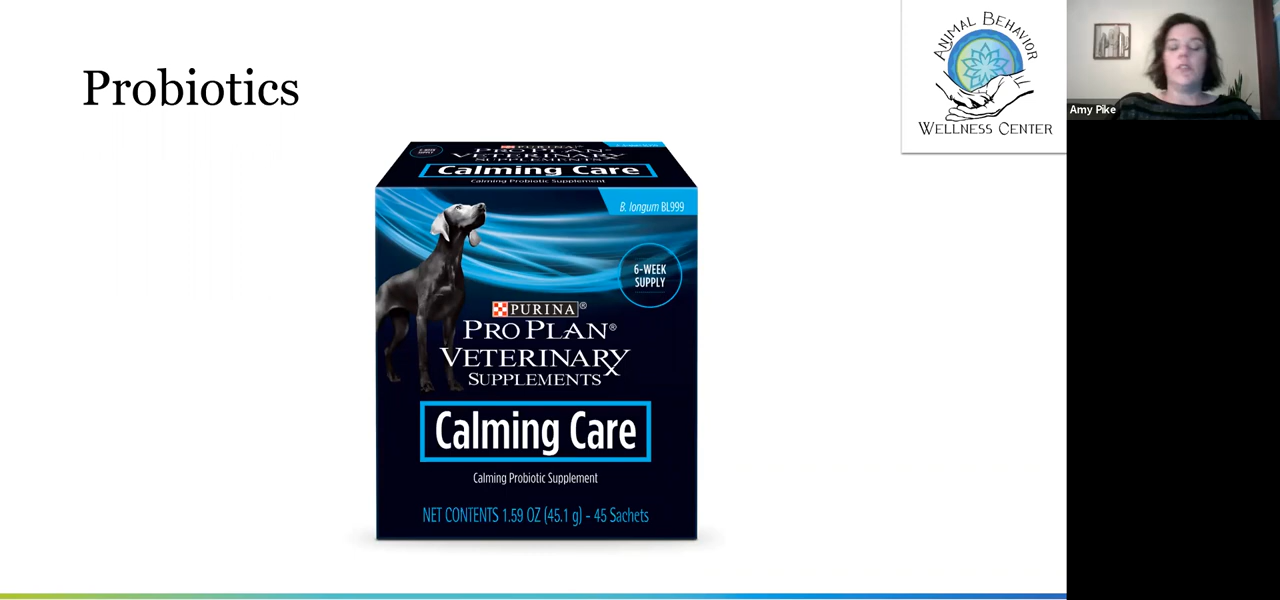 Probiotics
ANIMAL BEHAVIOR
WELLNESS CENTER
Amy Pike
PURINA
PRO PLAN®
VETERINARY
SUPPLEMENTS
Calming Care
Calming Probiotic Supplement
B. longum BL999
6-WEEK
SUPPLY
PURINA®
PRO PLAN®
VETERINARY
SUPPLEMENTS
Calming Care
Calming Probiotic Supplement
NET CONTENTS 1.59 OZ (45.1 g) - 45 Sachets